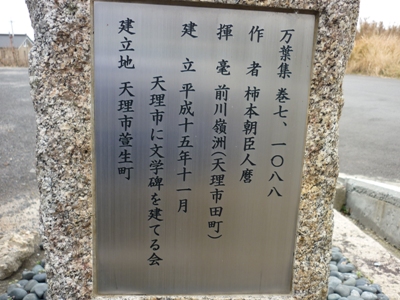 万葉集 巻七、一〇八八
作者 柿本朝臣人麿
揮毫 前川嶺洲(天理市田町)
建立 平成十五年十一月
天理市に文学碑を建てる会
建立地 天理市萱生町